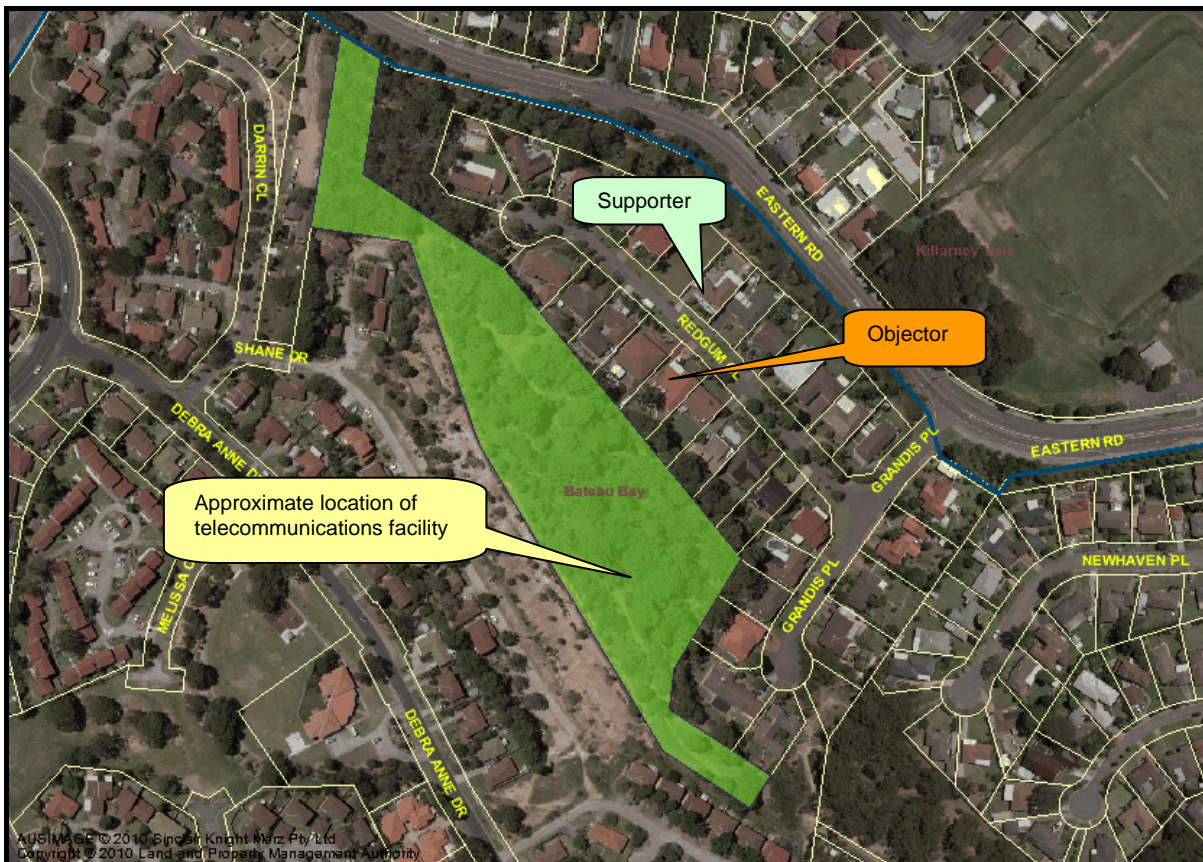 DARRIN CL
Supporter
EASTERN RD
Killarney Vale
Objector
REDGUM PL
SHANE DR
DEBRA ANNE DR
GRANDIS PL
EASTERN RD
Approximate location of
telecommunications facility
Bateau Bay
NEWHAVEN PL
MELISSA
GRANDIS PL
DEBRA ANNE DR
AUSIMAGE © 2010 Sinclair Knight Merz Pty Ltd
Copyright © 2010 Land and Property Management Authority